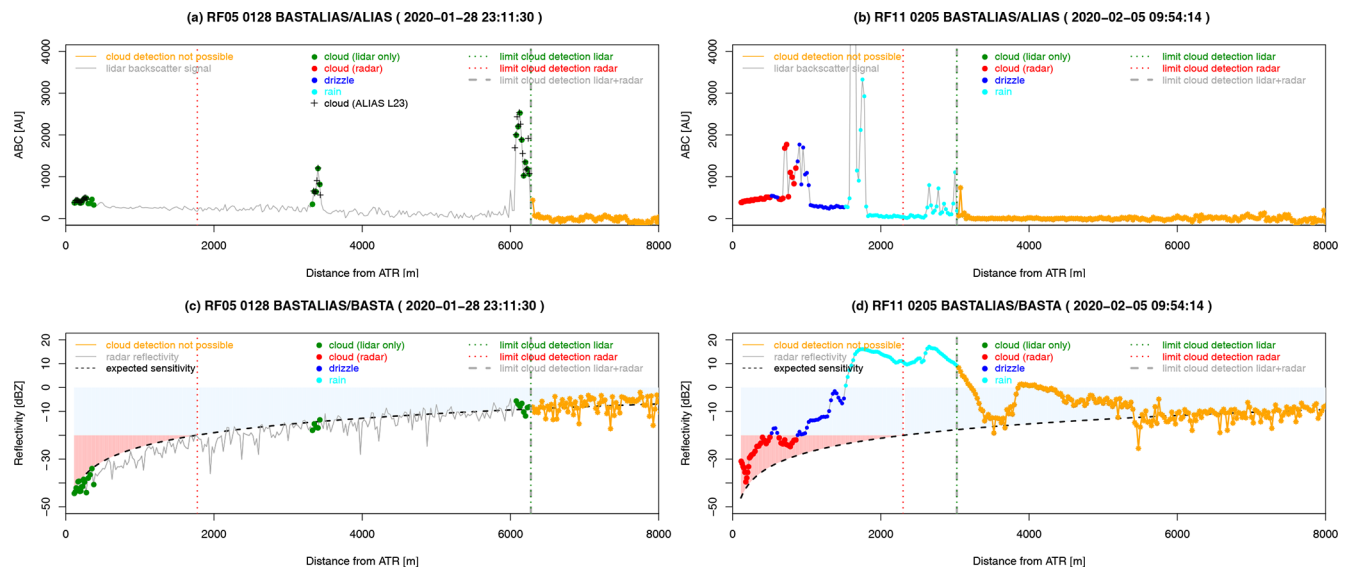 (a) RF05 0128 BASTALIAS/ALIAS ( 2020−01−28 23:11:30 )
cloud detection not possible
lidar backscatter signal
cloud (lidar only)
cloud (radar)
drizzle
rain
cloud (ALIAS L23)
limit cloud detection lidar
limit cloud detection radar
limit cloud detection lidar+radar
ABC [AU]
4000
3000
2000
1000
0
0 2000 4000 6000 8000
Distance from ATR [m]
(b) RF11 0205 BASTALIAS/ALIAS ( 2020−02−05 09:54:14 )
cloud detection not possible
lidar backscatter signal
cloud (lidar only)
cloud (radar)
drizzle
rain
limit cloud detection lidar
limit cloud detection radar
limit cloud detection lidar+radar
ABC [AU]
4000
3000
2000
1000
0
0 2000 4000 6000 8000
Distance from ATR [m]
(c) RF05 0128 BASTALIAS/BASTA ( 2020−01−28 23:11:30 )
cloud detection not possible
radar reflectivity
expected sensitivity
cloud (lidar only)
cloud (radar)
drizzle
rain
limit cloud detection lidar
limit cloud detection radar
limit cloud detection lidar+radar
Reflectivity [dBZ]
20
10
0
−10
−30
−50
0 2000 4000 6000 8000
Distance from ATR [m]
(d) RF11 0205 BASTALIAS/BASTA ( 2020−02−05 09:54:14 )
cloud detection not possible
radar reflectivity
expected sensitivity
cloud (lidar only)
cloud (radar)
drizzle
rain
limit cloud detection lidar
limit cloud detection radar
limit cloud detection lidar+radar
Reflectivity [dBZ]
20
10
0
−10
−30
−50
0 2000 4000 6000 8000
Distance from ATR [m]